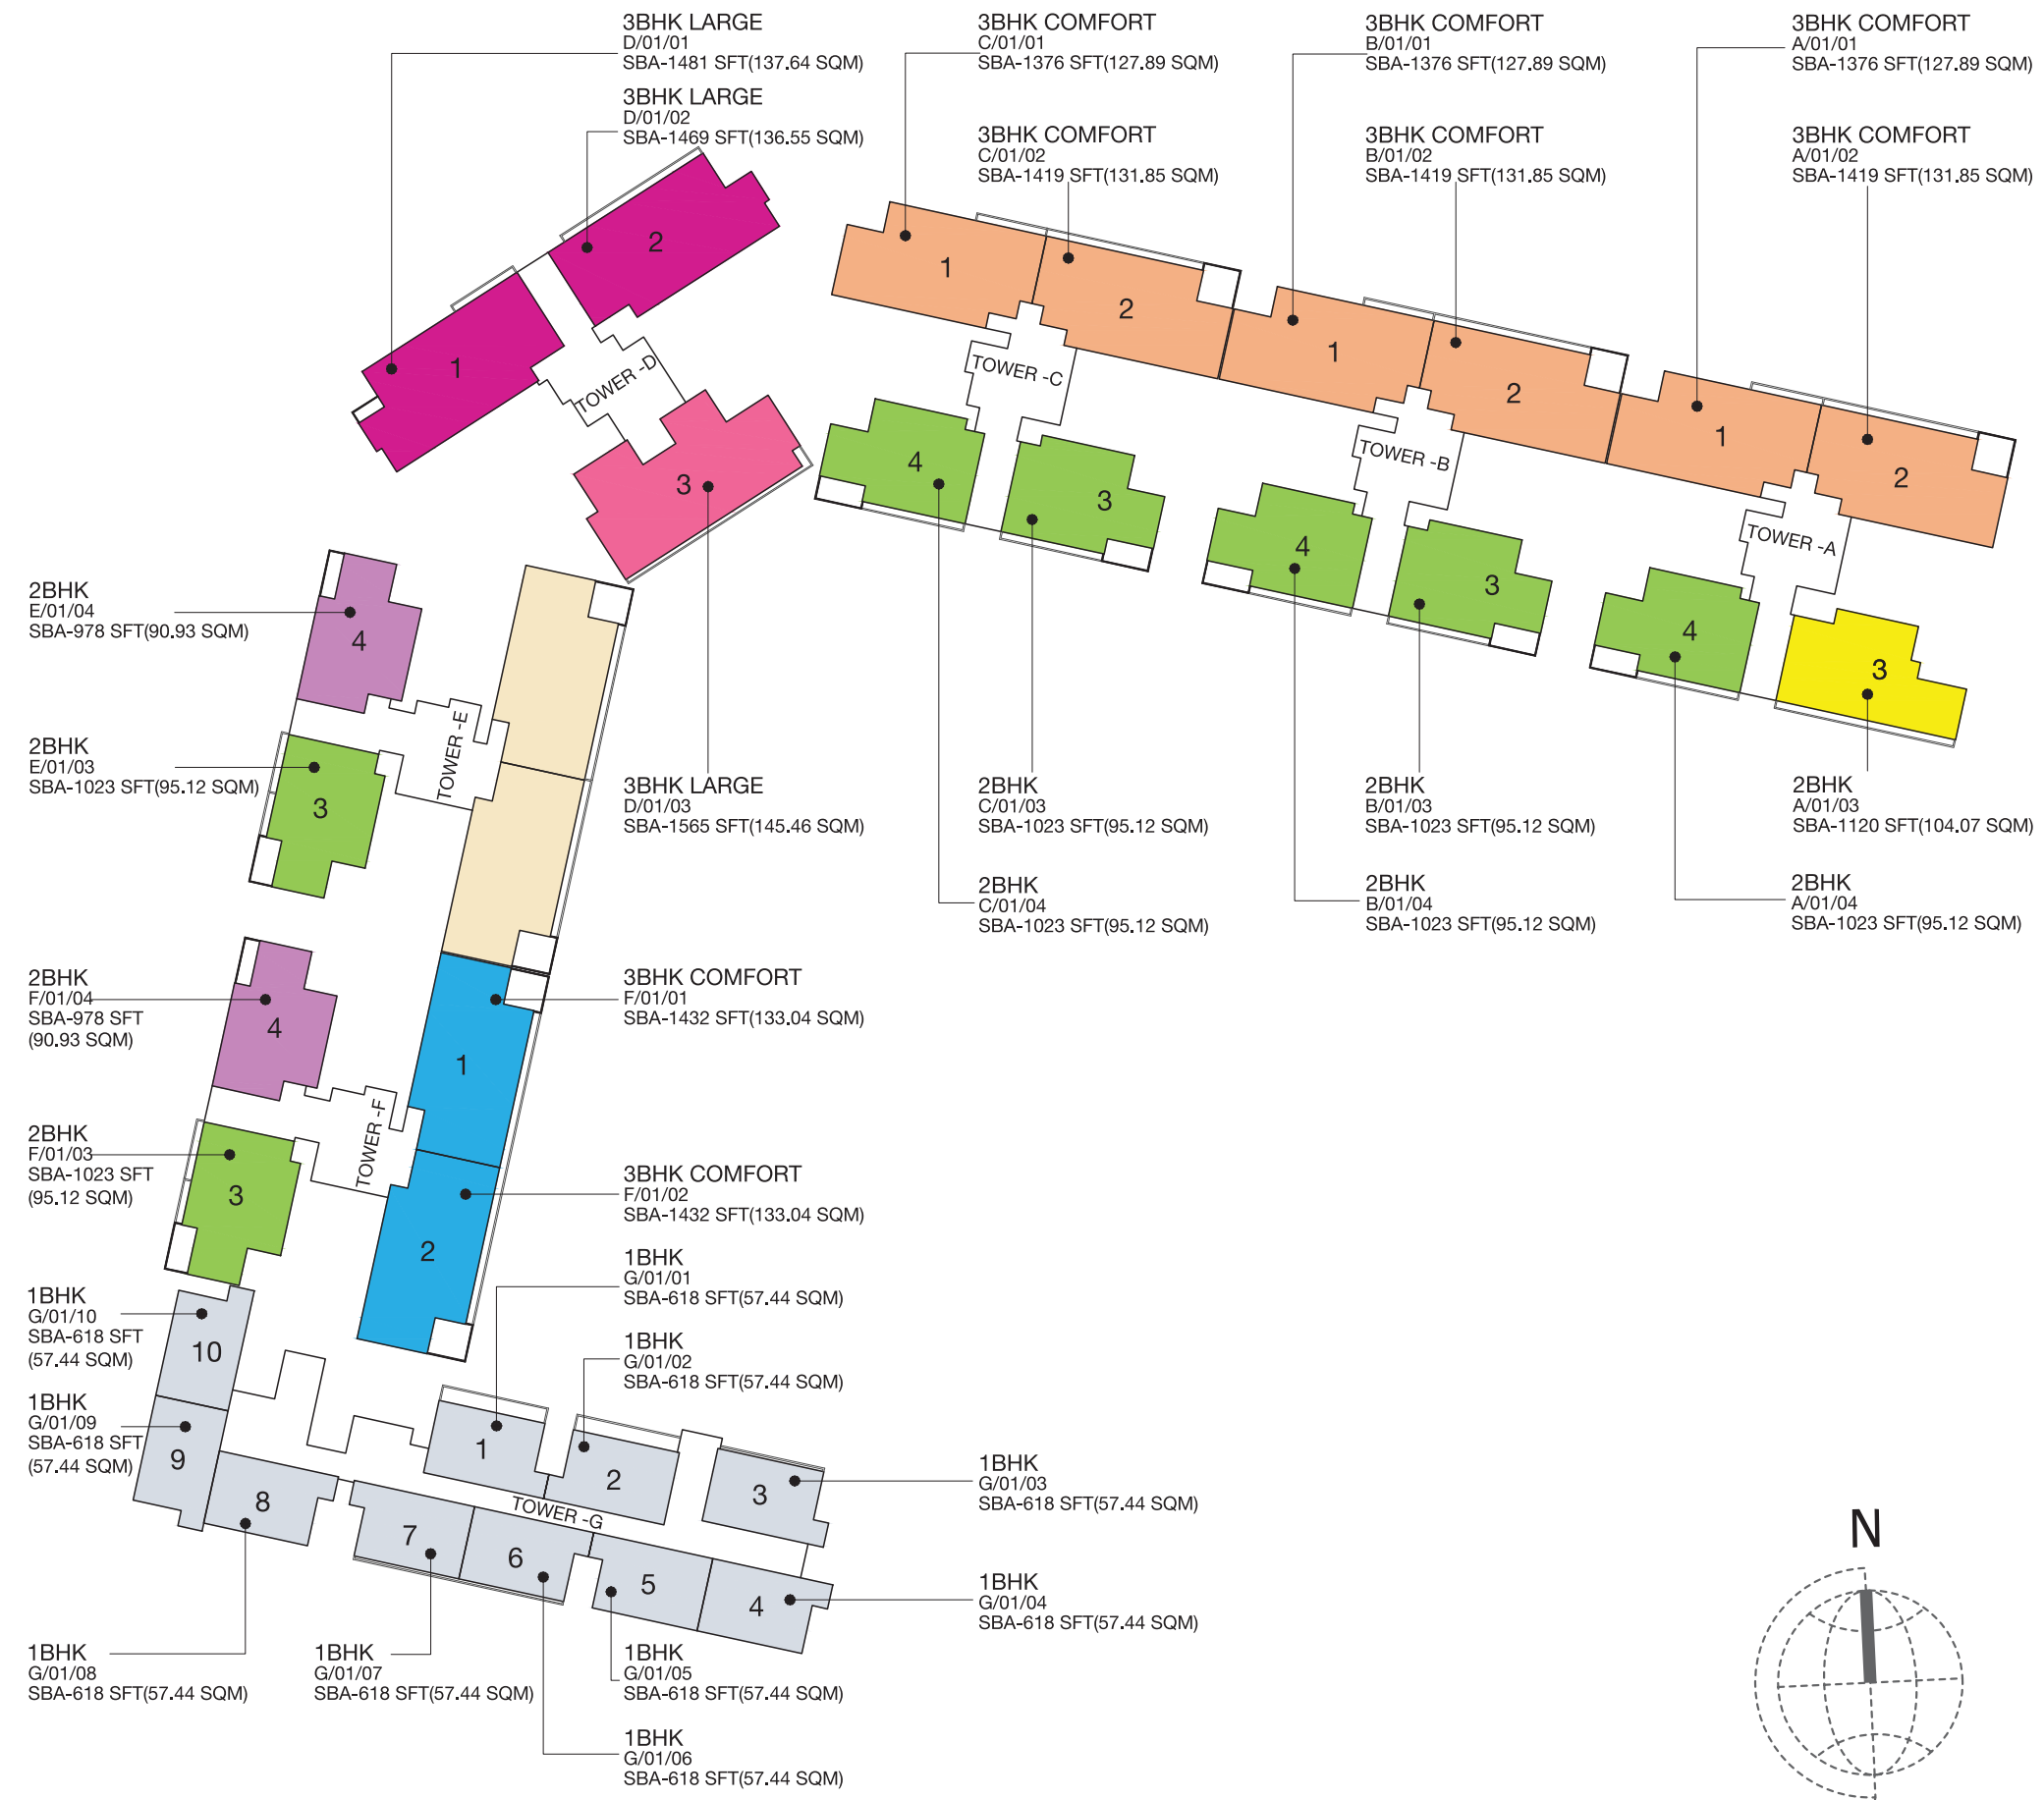 3BHK LARGE
D/01/01
SBA-1481 SFT(137.64 SQM)
3BHK LARGE
D/01/02
SBA-1469 SFT(136.55 SQM)
3BHK COMFORT
C/01/01
SBA-1376 SFT(127.89 SQM)
3BHK COMFORT
C/01/02
SBA-1419 SFT(131.85 SQM)
3BHK COMFORT
B/01/01
SBA-1376 SFT(127.89 SQM)
3BHK COMFORT
B/01/02
SBA-1419 SFT(131.85 SQM)
3BHK COMFORT
A/01/01
SBA-1376 SFT(127.89 SQM)
3BHK COMFORT
A/01/02
SBA-1419 SFT(131.85 SQM)
2
1
TOWER -D
3
1
2
TOWER -C
4
3
1
2
TOWER -B
4
3
1
2
TOWER -A
4
3
2BHK
E/01/04
SBA-978 SFT(90.93 SQM)
4
2BHK
E/01/03
SBA-1023 SFT(95.12 SQM)
3
TOWER -E
3BHK LARGE
D/01/03
SBA-1565 SFT(145.46 SQM)
2BHK
C/01/03
SBA-1023 SFT(95.12 SQM)
2BHK
C/01/04
SBA-1023 SFT(95.12 SQM)
2BHK
B/01/03
SBA-1023 SFT(95.12 SQM)
2BHK
B/01/04
SBA-1023 SFT(95.12 SQM)
2BHK
A/01/03
SBA-1120 SFT(104.07 SQM)
2BHK
A/01/04
SBA-1023 SFT(95.12 SQM)
2BHK
F/01/04
SBA-978 SFT
(90.93 SQM)
4
2BHK
F/01/03
SBA-1023 SFT
(95.12 SQM)
3
TOWER -F
1
2
3BHK COMFORT
F/01/01
SBA-1432 SFT(133.04 SQM)
3BHK COMFORT
F/01/02
SBA-1432 SFT(133.04 SQM)
1BHK
G/01/01
SBA-618 SFT(57.44 SQM)
1BHK
G/01/02
SBA-618 SFT(57.44 SQM)
1BHK
G/01/10
SBA-618 SFT
(57.44 SQM)
1BHK
G/01/09
SBA-618 SFT
(57.44 SQM)
10
9
8
1
2
3
TOWER -G
7
6
5
4
1BHK
G/01/03
SBA-618 SFT(57.44 SQM)
1BHK
G/01/04
SBA-618 SFT(57.44 SQM)
1BHK
G/01/08
SBA-618 SFT(57.44 SQM)
1BHK
G/01/07
SBA-618 SFT(57.44 SQM)
1BHK
G/01/05
SBA-618 SFT(57.44 SQM)
1BHK
G/01/06
SBA-618 SFT(57.44 SQM)
N